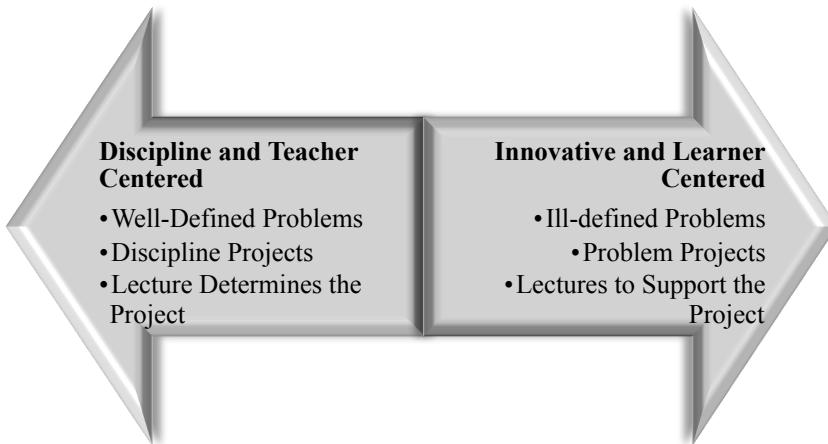 Discipline and Teacher
Centered
•Well-Defined Problems
•Discipline Projects
•Lecture Determines the
Project
Innovative and Learner
Centered
•Ill-defined Problems
•Problem Projects
•Lectures to Support the
Project